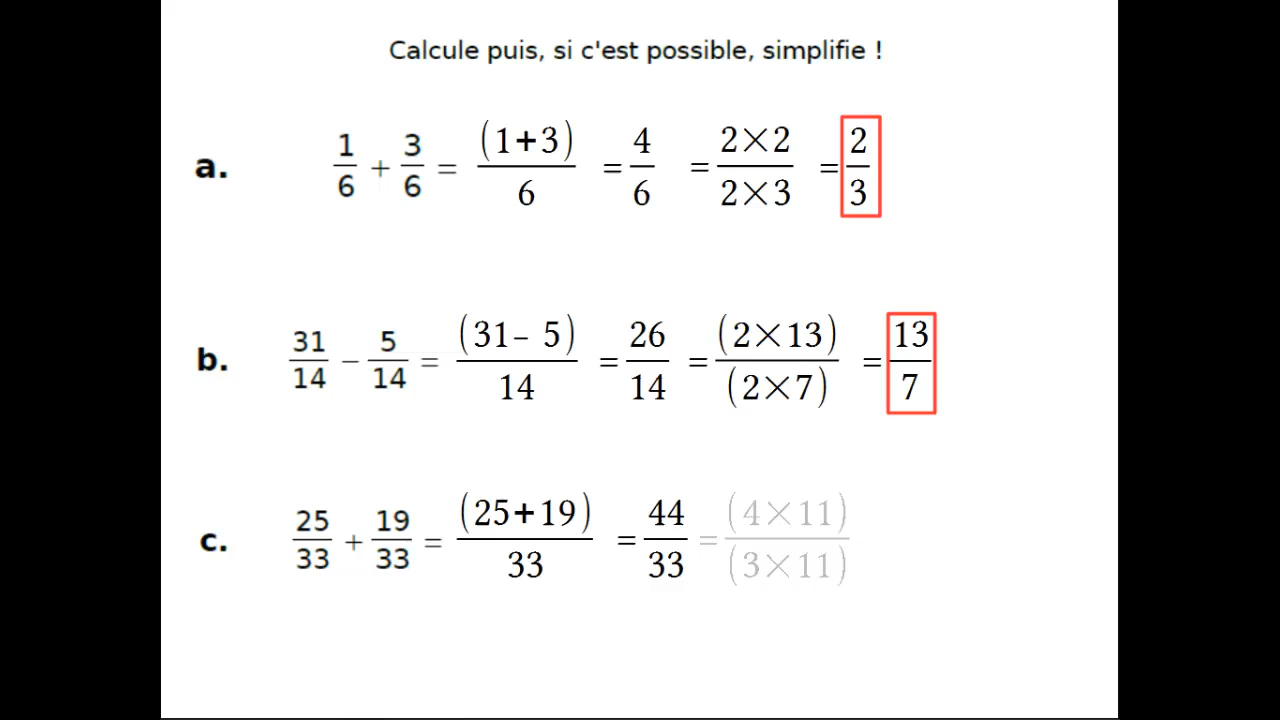 Calcule puis, si c'est possible, simplifie !
a. 1/6 + 3/6 = (1+3)/6 = 4/6 = 2×2/2×3 = 2/3
b. 31/14 − 5/14 = (31− 5)/14 = 26/14 = (2×13)/(2×7) = 13/7
c. 25/33 + 19/33 = (25+19)/33 = 44/33 = (4×11)/(3×11)